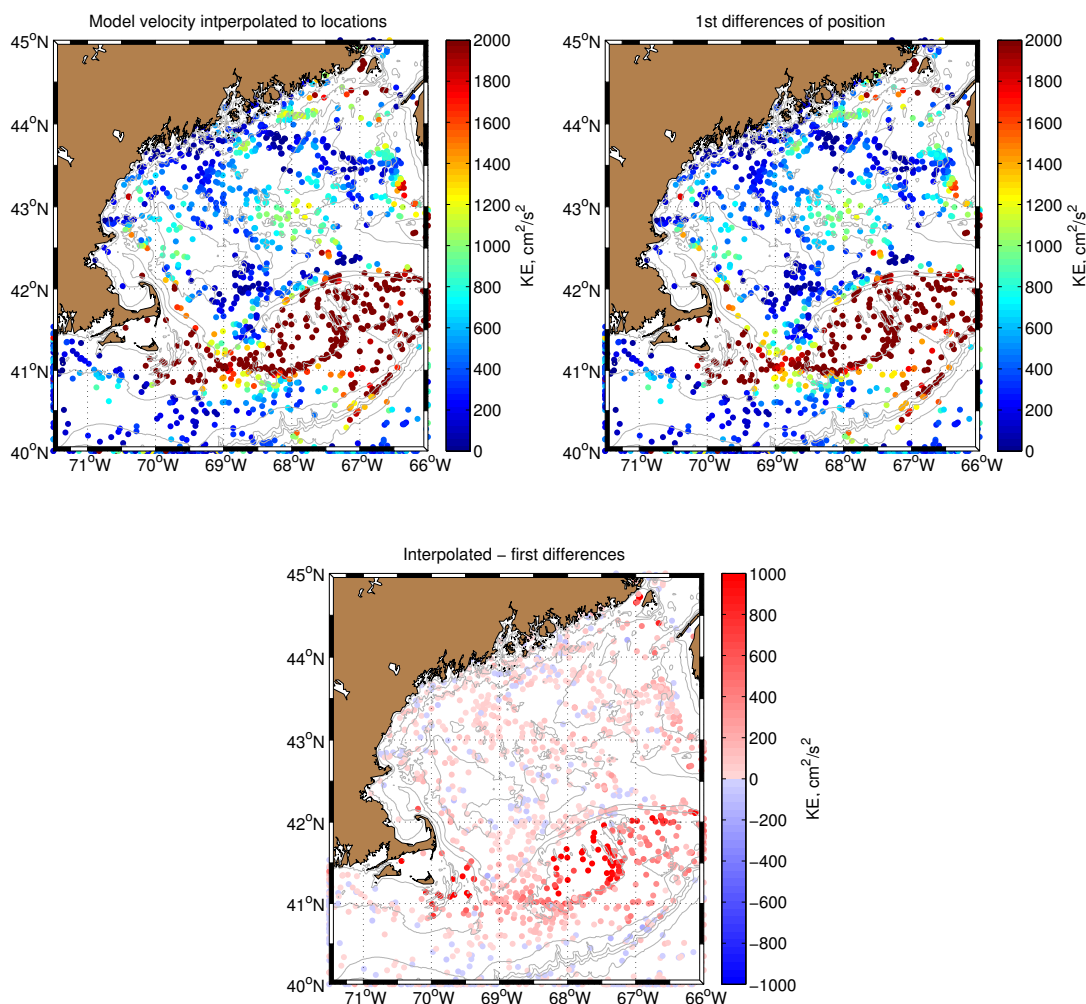 Model velocity intperpolated to locations
45°N
44°N
43°N
42°N
41°N
40°N
71°W 70°W 69°W 68°W 67°W 66°W
2000
1800
1600
1400
1200
1000
800
600
400
200
0
KE, cm²/s²
1st differences of position
45°N
44°N
43°N
42°N
41°N
40°N
71°W 70°W 69°W 68°W 67°W 66°W
2000
1800
1600
1400
1200
1000
800
600
400
200
0
KE, cm²/s²
Interpolated − first differences
45°N
44°N
43°N
42°N
41°N
40°N
71°W 70°W 69°W 68°W 67°W 66°W
1000
800
600
400
200
0
−200
−400
−600
−800
−1000
KE, cm²/s²